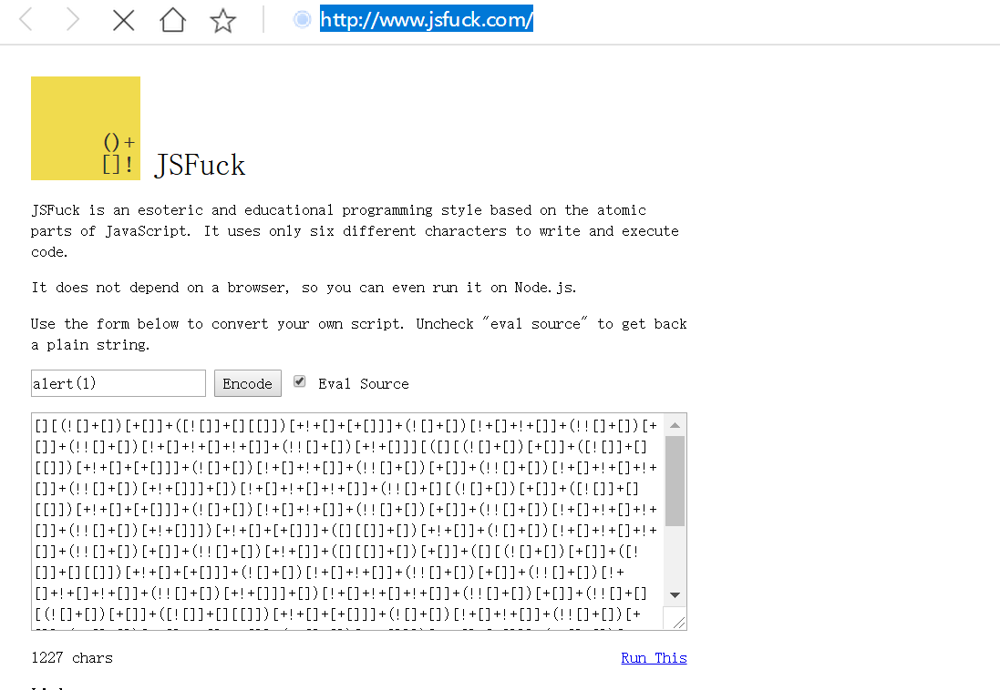 http://www.jsfuck.com/
()+
[]!
JSFuck
JSFuck is an esoteric and educational programming style based on the atomic
parts of JavaScript. It uses only six different characters to write and execute
code.
It does not depend on a browser, so you can even run it on Node.js.
Use the form below to convert your own script. Uncheck "eval source" to get back
a plain string.
alert(1) Encode Eval Source
[][(![]+[])[+[]]+([![]]+[][[]])[+!+[]+[+[]]]+(![]+[])[!+[]+!+[]]+(!![]+[])[+
[]]+(!![]+[])[!+[]+!+[]+!+[]]+(!![]+[])[+!+[]]][([][(![]+[])[+[]]+([![]]+[]
[[]])[+!+[]+[+[]]]+(![]+[])[!+[]+!+[]]+(!![]+[])[+[]]+(!![]+[])[!+[]+!+[]+!+
[]]+(!![]+[])[+!+[]]]+[])[!+[]+!+[]+!+[]]+(!![]+[][(![]+[])[+[]]+([![]]+[]
[[]])[+!+[]+[+[]]]+(![]+[])[!+[]+!+[]]+(!![]+[])[+[]]+(!![]+[])[!+[]+!+[]+!+
[]]+(!![]+[])[+!+[]]])[+!+[]+[+[]]]+([][[]]+[])[+!+[]]+(![]+[])[!+[]+!+[]+!+
[]]+(!![]+[])[+[]]+(!![]+[])[+!+[]]+([][[]]+[])[+[]]+([][(![]+[])[+[]]+([!
[]]+[][[]])[+!+[]+[+[]]]+(![]+[])[!+[]+!+[]]+(!![]+[])[+[]]+(!![]+[])[!+
[]+!+[]+!+[]]+(!![]+[])[+!+[]]]+[])[!+[]+!+[]+!+[]]+(!![]+[])[+[]]+(!![]+[]
[(![]+[])[+[]]+([![]]+[][[]])[+!+[]+[+[]]]+(![]+[])[!+[]+!+[]]+(!![]+[])[+
1227 chars Run This